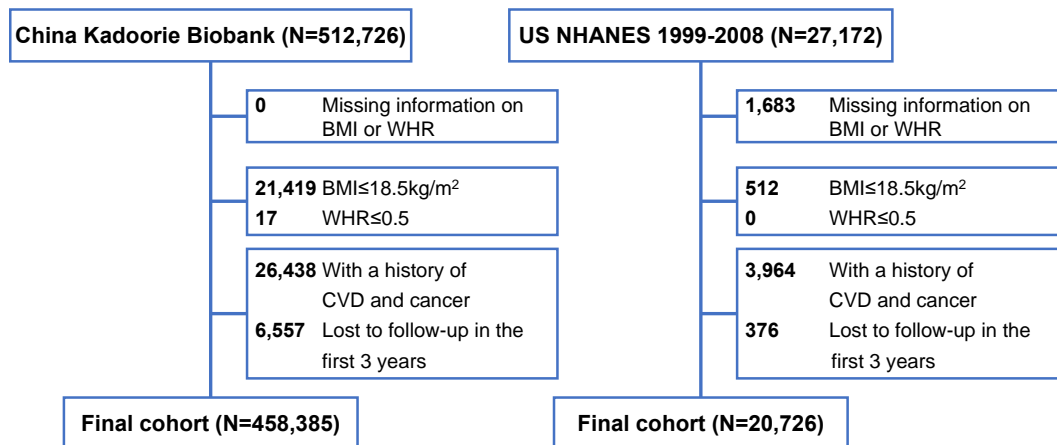 China Kadoorie Biobank (N=512,726)
0 Missing information on
BMI or WHR
21,419 BMI≤18.5kg/m²
17 WHR≤0.5
26,438 With a history of
CVD and cancer
6,557 Lost to follow-up in the
first 3 years
Final cohort (N=458,385)
US NHANES 1999-2008 (N=27,172)
1,683 Missing information on
BMI or WHR
512 BMI≤18.5kg/m²
0 WHR≤0.5
3,964 With a history of
CVD and cancer
376 Lost to follow-up in the
first 3 years
Final cohort (N=20,726)